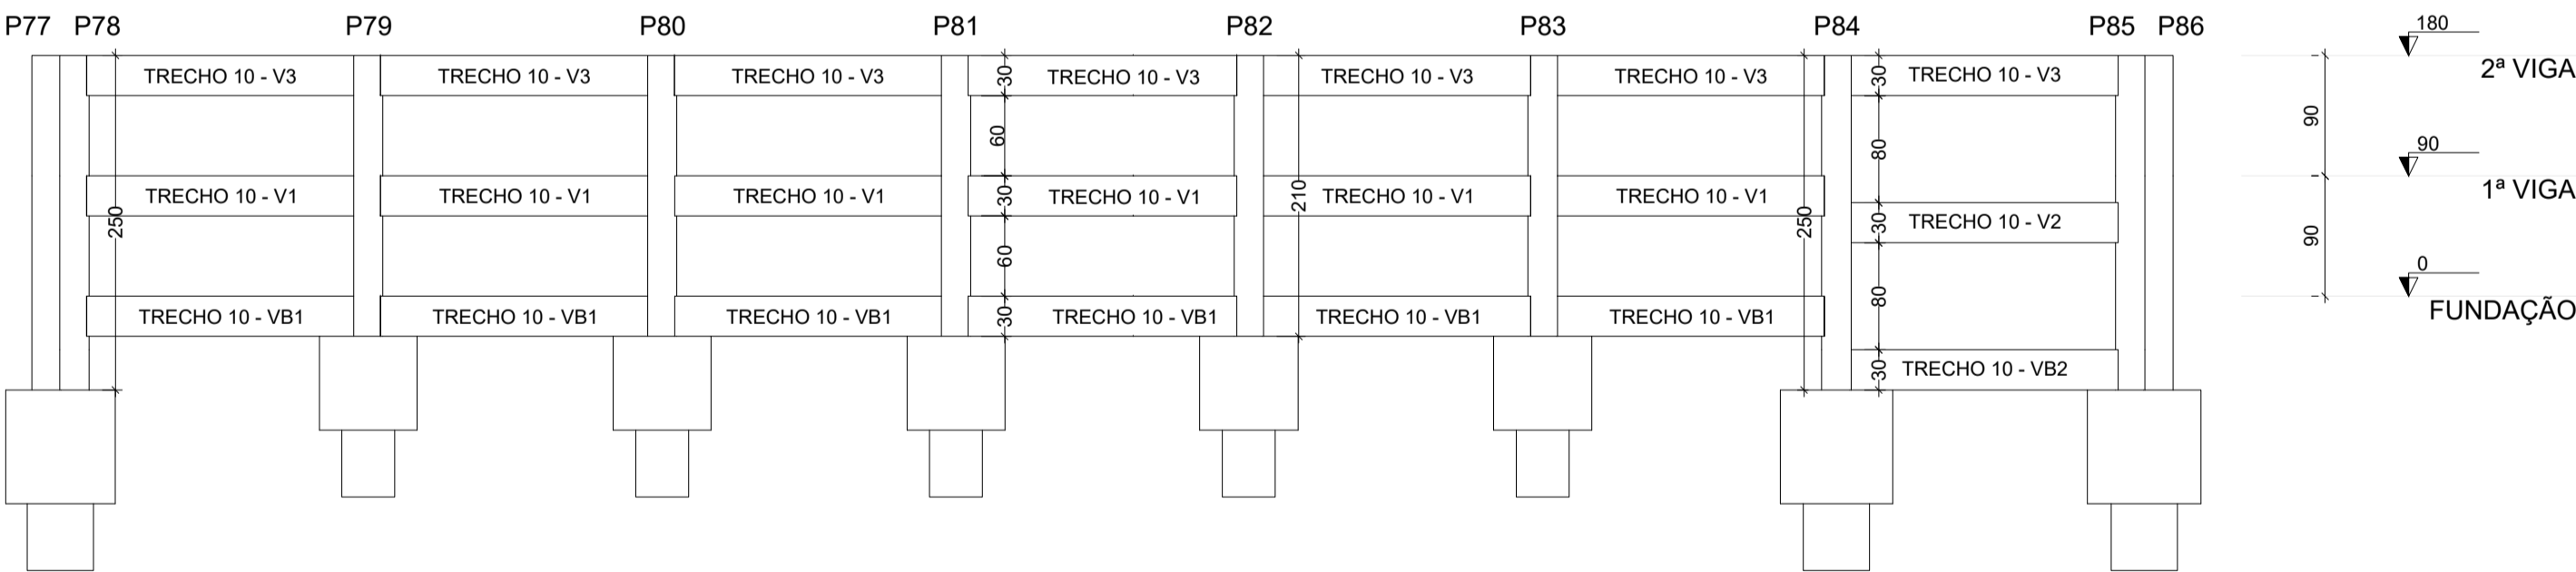 P77 P78 P79 P80 P81 P82 P83 P84 P85 P86
180
2ª VIGA
TRECHO 10 - V3 TRECHO 10 - V3 TRECHO 10 - V3 30 TRECHO 10 - V3 TRECHO 10 - V3 TRECHO 10 - V3 30 TRECHO 10 - V3
60 80 90
90
1ª VIGA
TRECHO 10 - V1 TRECHO 10 - V1 TRECHO 10 - V1 30 TRECHO 10 - V1 210 TRECHO 10 - V1 TRECHO 10 - V1
250 250 30 TRECHO 10 - V2 90
60 80
0
FUNDAÇÃO
TRECHO 10 - VB1 TRECHO 10 - VB1 TRECHO 10 - VB1 30 TRECHO 10 - VB1 TRECHO 10 - VB1 TRECHO 10 - VB1
30 TRECHO 10 - VB2